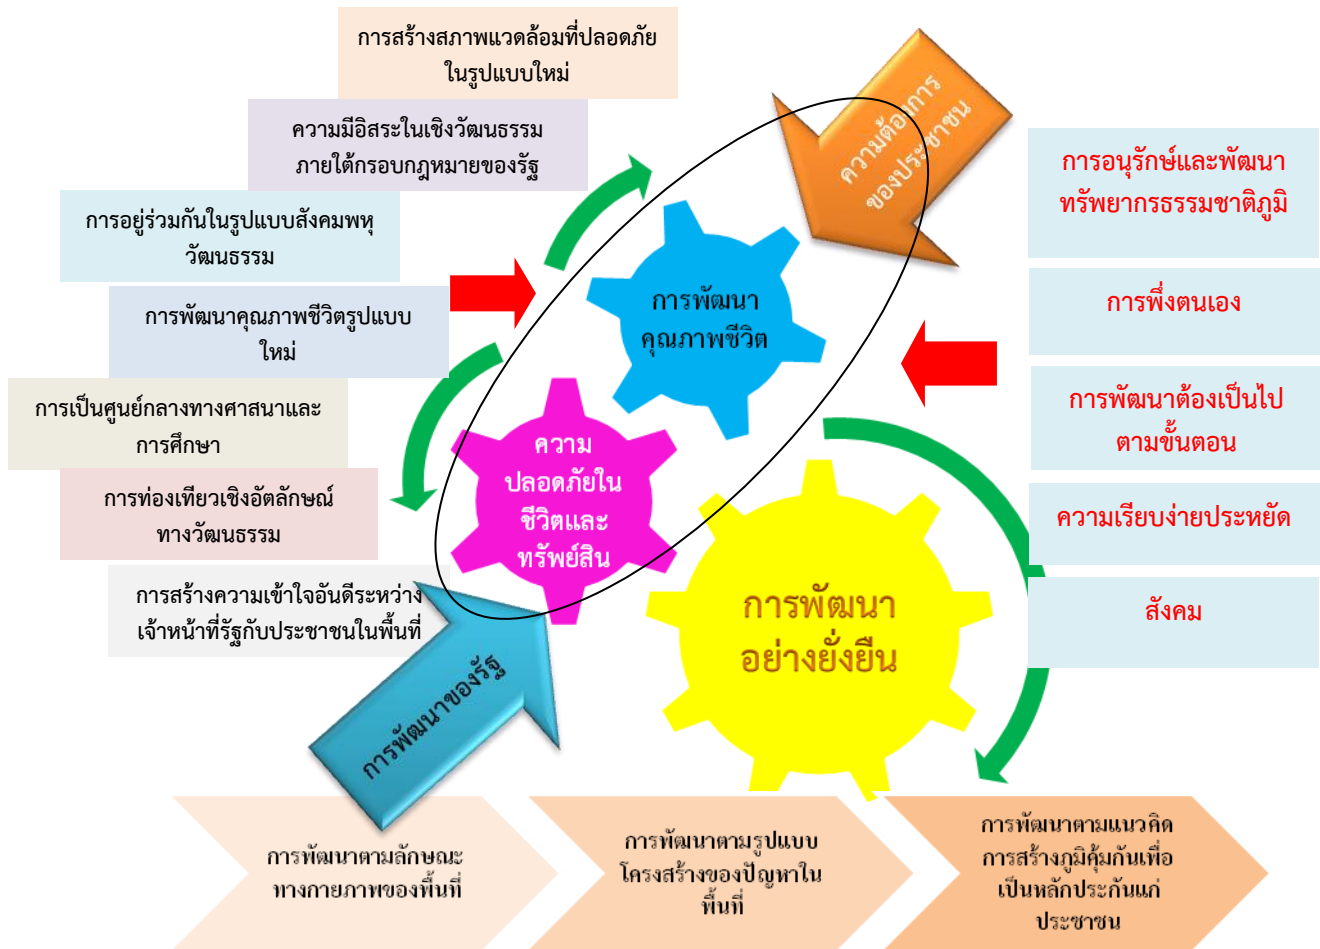 การสร้างสภาพแวดล้อมที่ปลอดภัย
ในรูปแบบใหม่
ความมีอิสระในเชิงวัฒนธรรม
ภายใต้กรอบกฎหมายของรัฐ
การอยู่ร่วมกันในรูปแบบสังคมพหุ
วัฒนธรรม
การพัฒนาคุณภาพชีวิตรูปแบบ
ใหม่
การเป็นศูนย์กลางทางศาสนาและ
การศึกษา
การท่องเทียวเชิงอัตลักษณ์
ทางวัฒนธรรม
การสร้างความเข้าใจอันดีระหว่าง
เจ้าหน้าที่รัฐกับประชาชนในพื้นที่
ความต้องการ
ของประชาชน
การพัฒนา
คุณภาพชีวิต
ความ
ปลอดภัยใน
ชีวิตและ
ทรัพย์สิน
การพัฒนา
อย่างยั่งยืน
การพัฒนาของรัฐ
การอนุรักษ์และพัฒนา
ทรัพยากรธรรมชาติภูมิ
การพึ่งตนเอง
การพัฒนาต้องเป็นไป
ตามขั้นตอน
ความเรียบง่ายประหยัด
สังคม
การพัฒนาตามลักษณะ
ทางกายภาพของพื้นที่
การพัฒนาตามรูปแบบ
โครงสร้างของปัญหาใน
พื้นที่
การพัฒนาตามแนวคิด
การสร้างภูมิคุ้มกันเพื่อ
เป็นหลักประกันแก่
ประชาชน